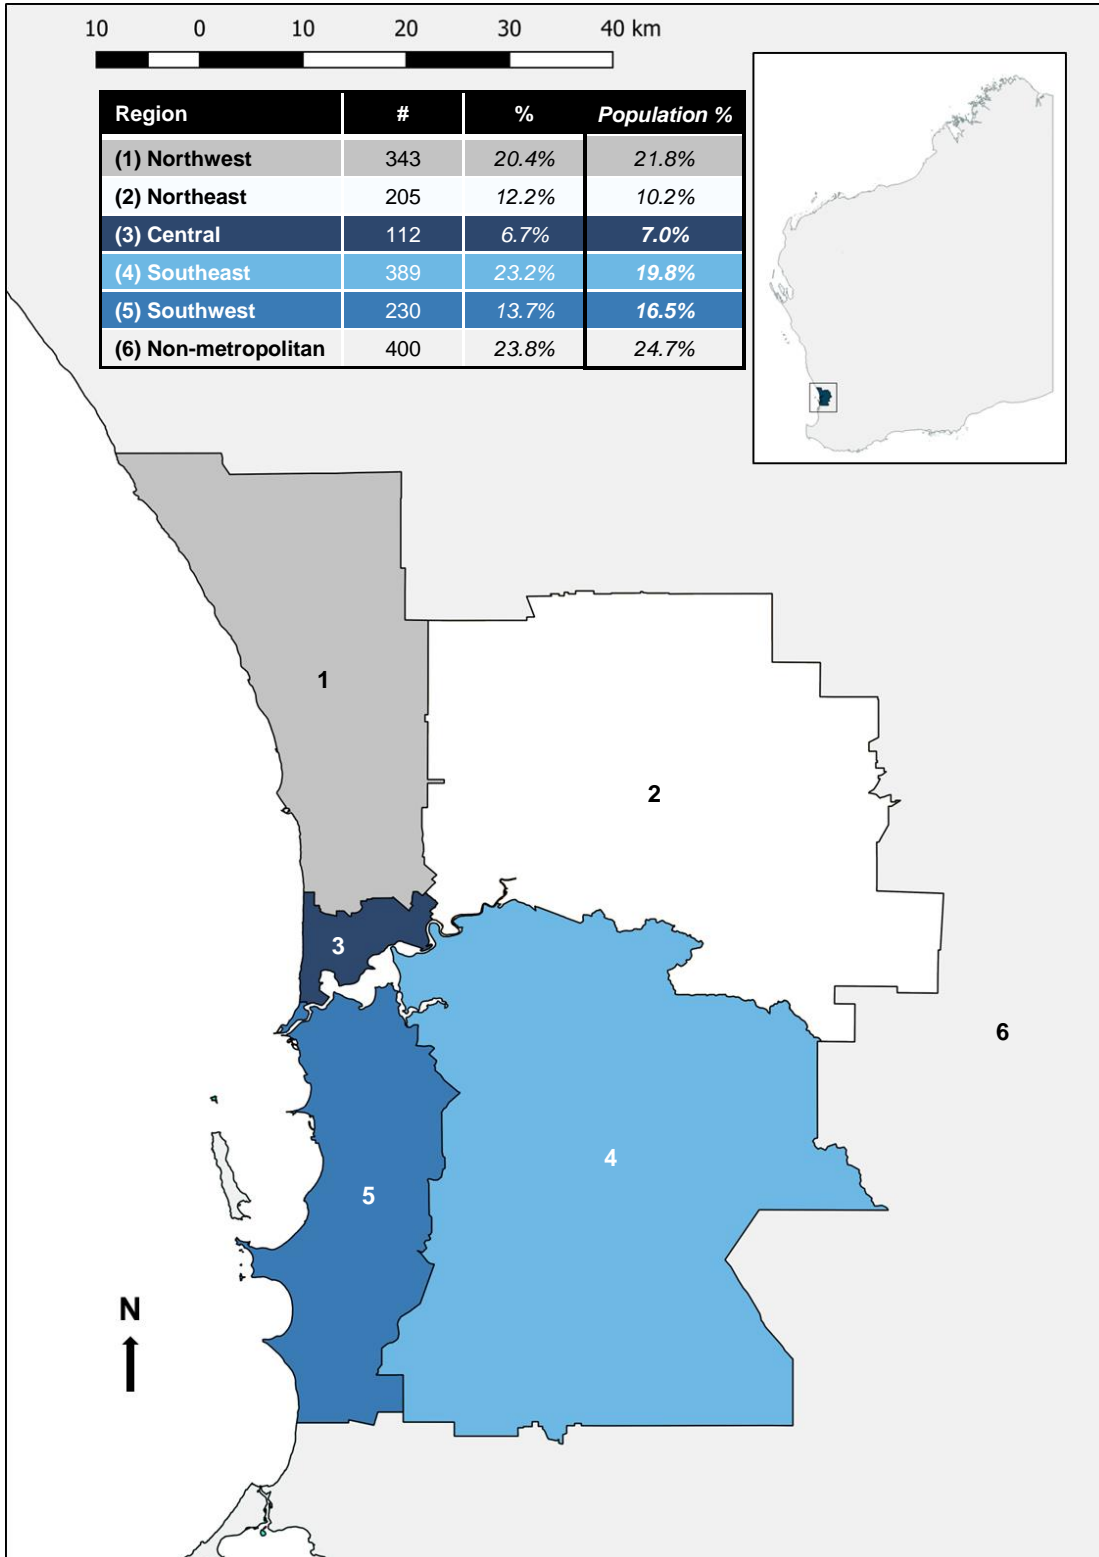 10 0 10 20 30 40 km
Region # % Population %
(1) Northwest 343 20.4% 21.8%
(2) Northeast 205 12.2% 10.2%
(3) Central 112 6.7% 7.0%
(4) Southeast 389 23.2% 19.8%
(5) Southwest 230 13.7% 16.5%
(6) Non-metropolitan 400 23.8% 24.7%
1
2
3
6
4
5
N